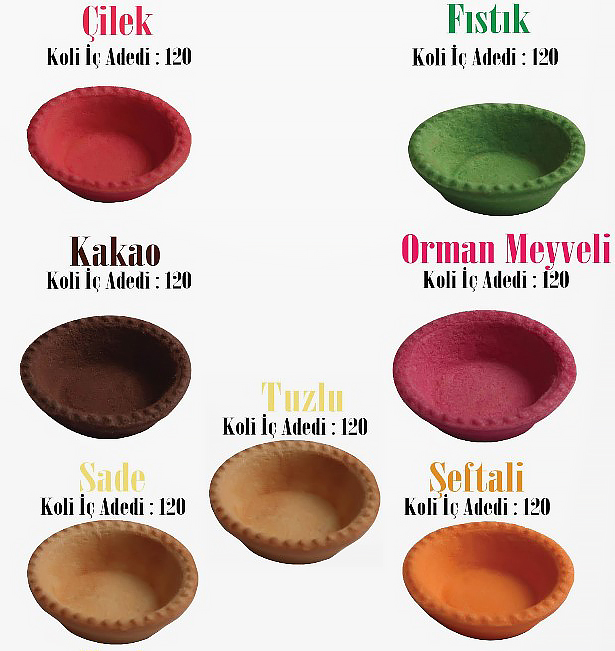 Çilek
Koli İç Adedi : 120
Fıstık
Koli İç Adedi : 120
Kakao
Koli İç Adedi : 120
Orman Meyveli
Koli İç Adedi : 120
Tuzlu
Koli İç Adedi : 120
Sade
Koli İç Adedi : 120
Şeftali
Koli İç Adedi : 120